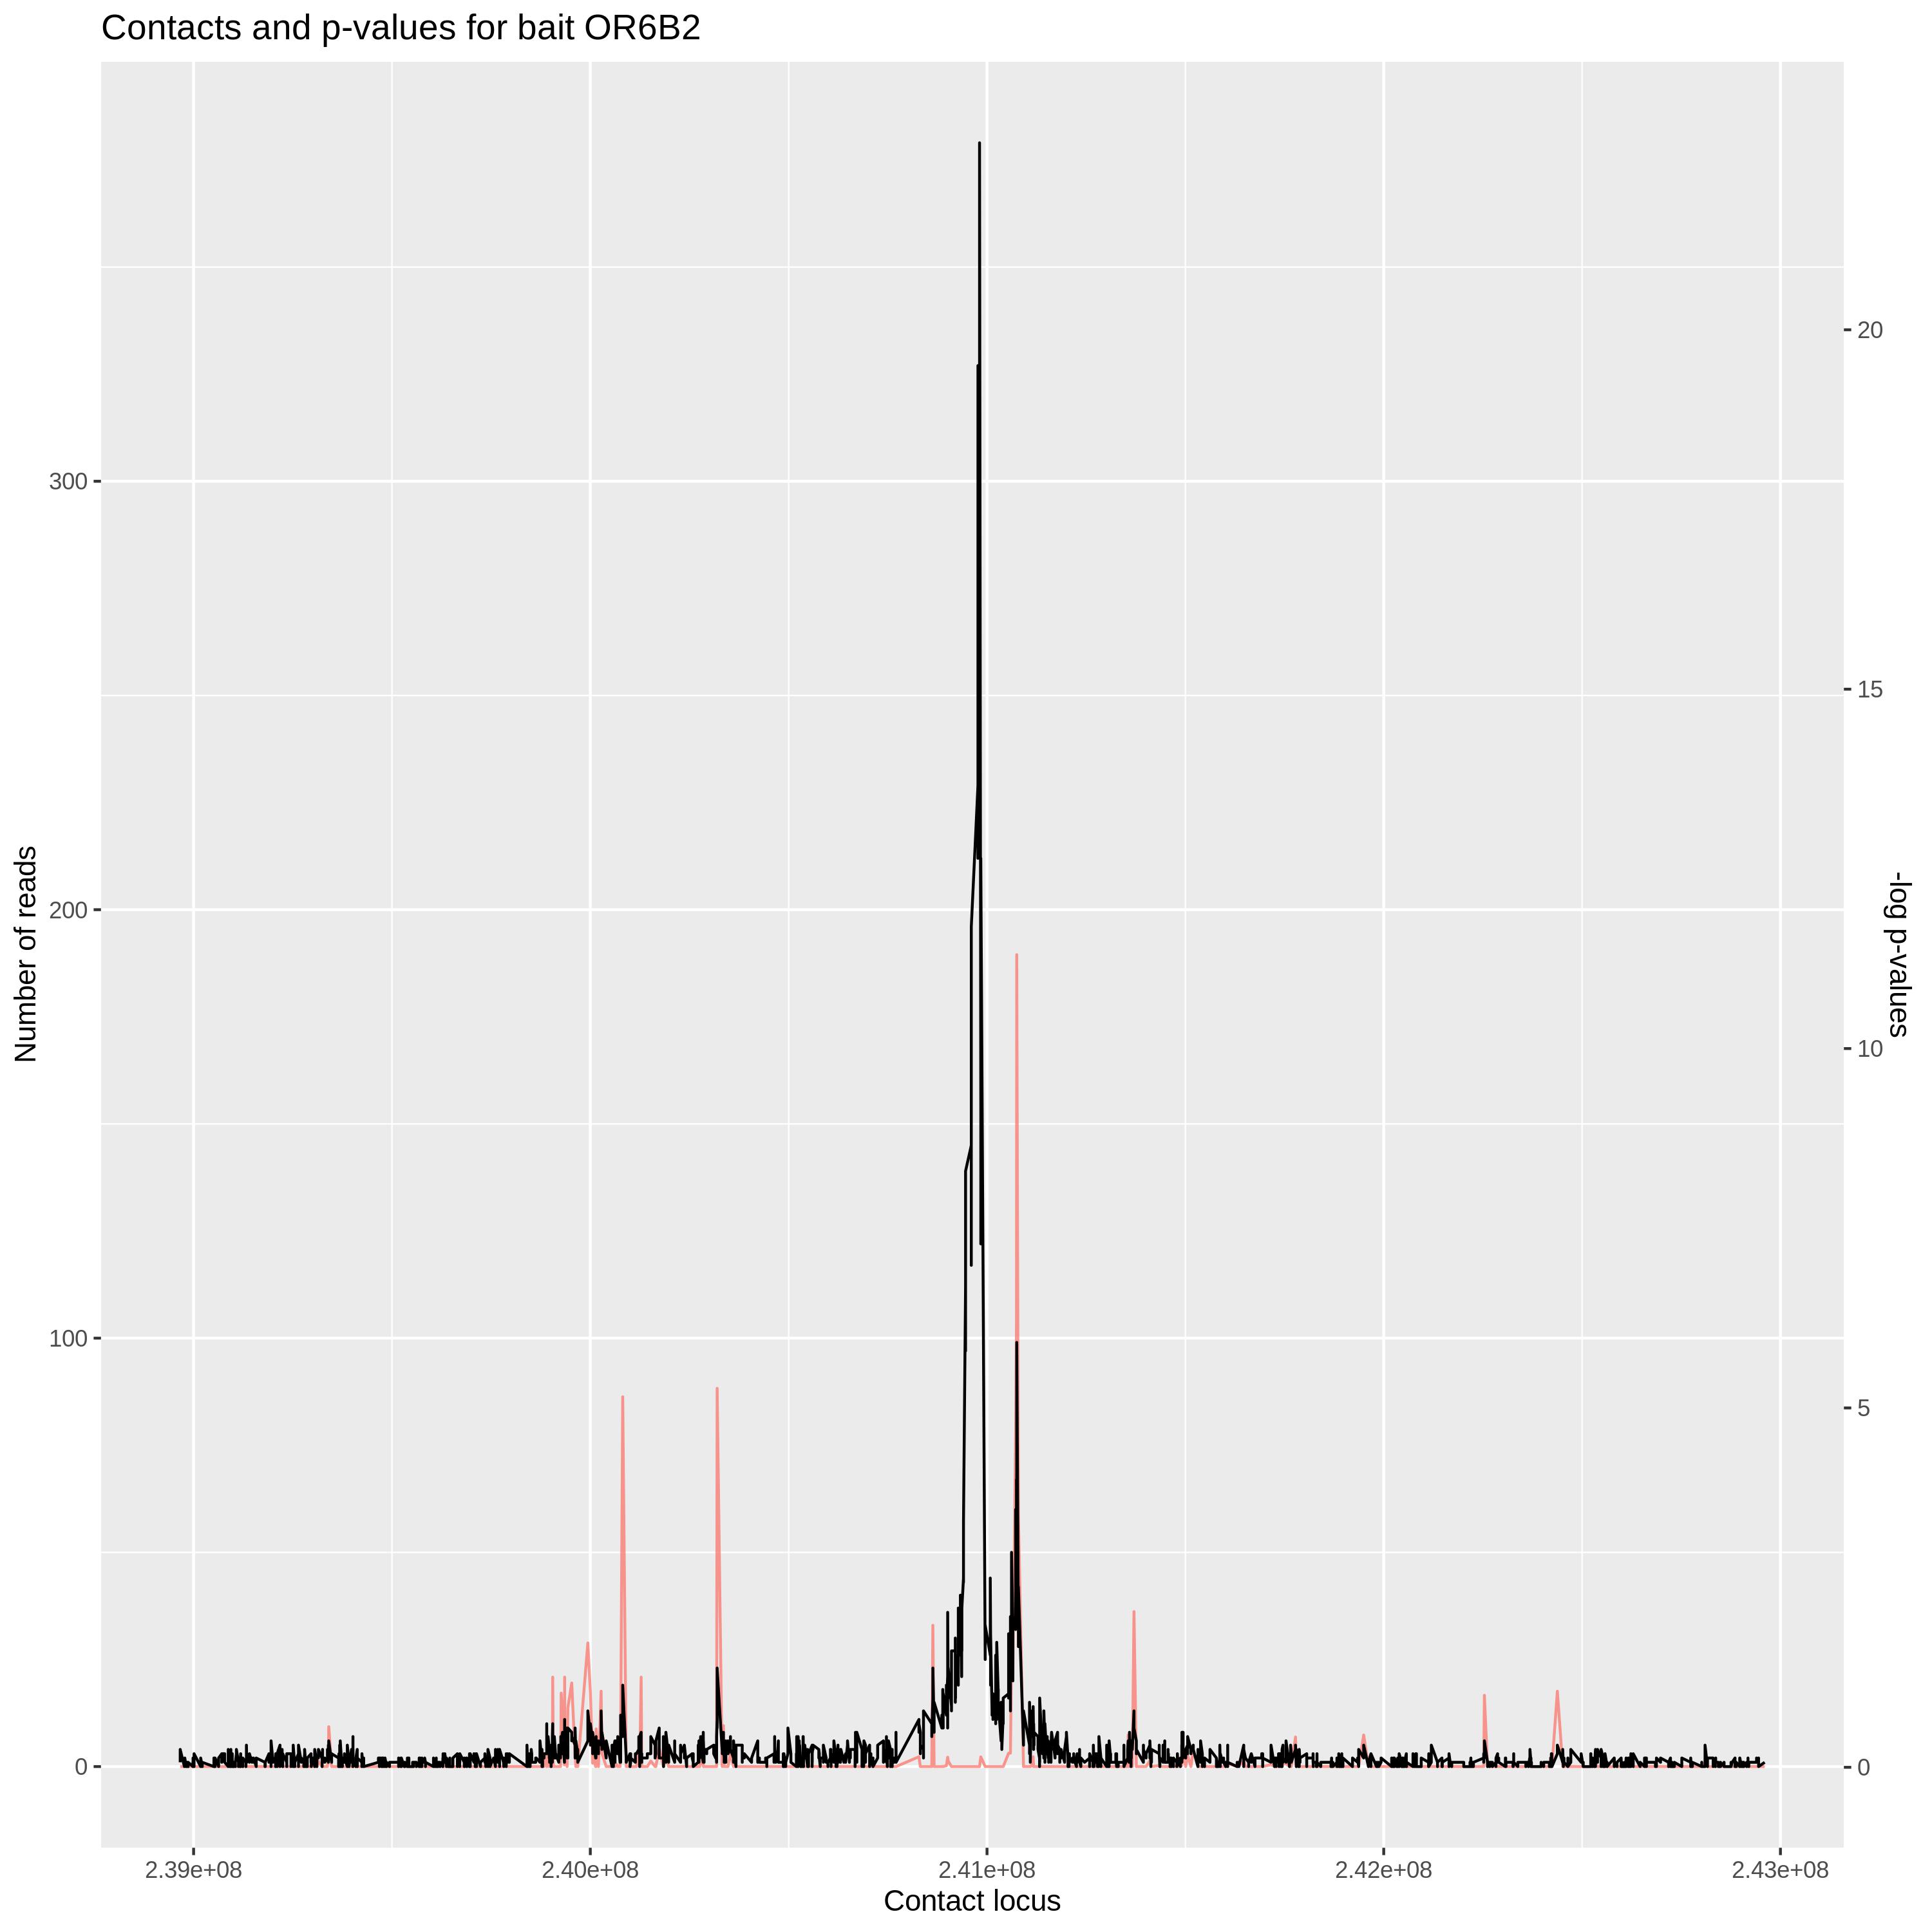 Contacts and p-values for bait OR6B2
Number of reads
300
200
100
0
20
15
10
5
0
-log p-values
2.39e+08
2.40e+08
2.41e+08
2.42e+08
2.43e+08
Contact locus